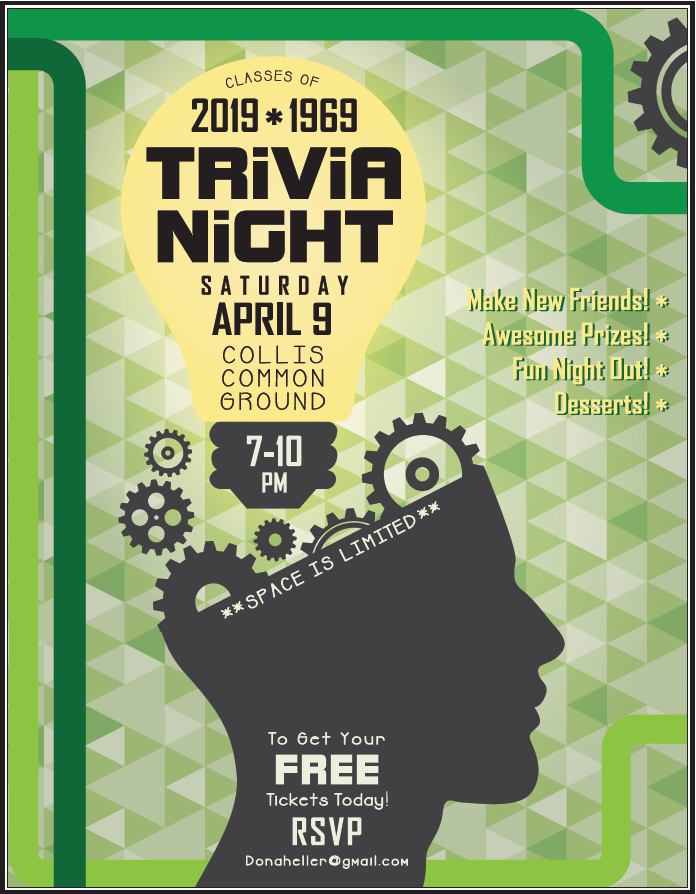 CLASSES OF
2019 * 1969
TRiViA
NiGHT
SATURDAY
APRIL 9
COLLIS
COMMON
GROUND
7-10
PM
Make New Friends! *
Awesome Prizes! *
Fun Night Out! *
Desserts! *
**SPACE IS LIMITED**
To Get Your
FREE
Tickets Today!
RSVP
Donaheller@gmail.com